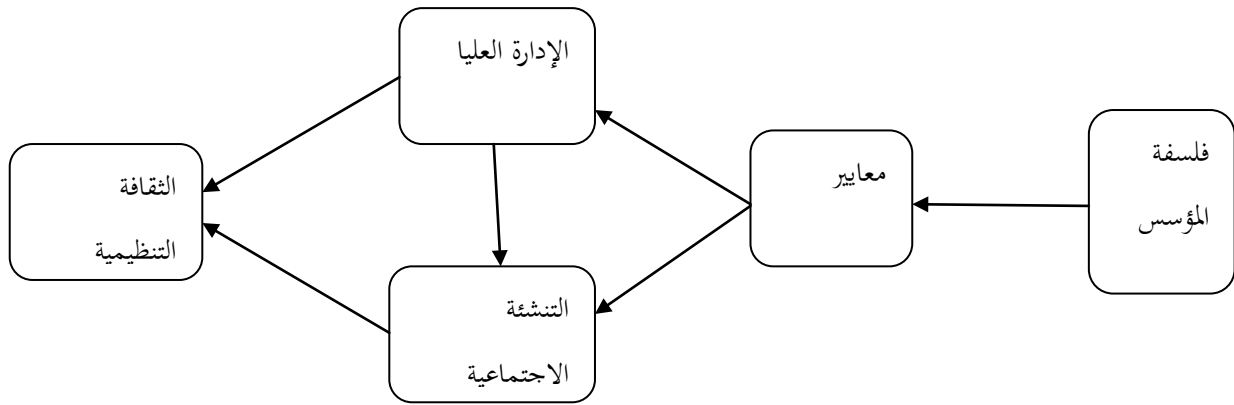 فلسفة
المؤسس
معايير
الإدارة العليا
التنشئة
الاجتماعية
الثقافة
التنظيمية